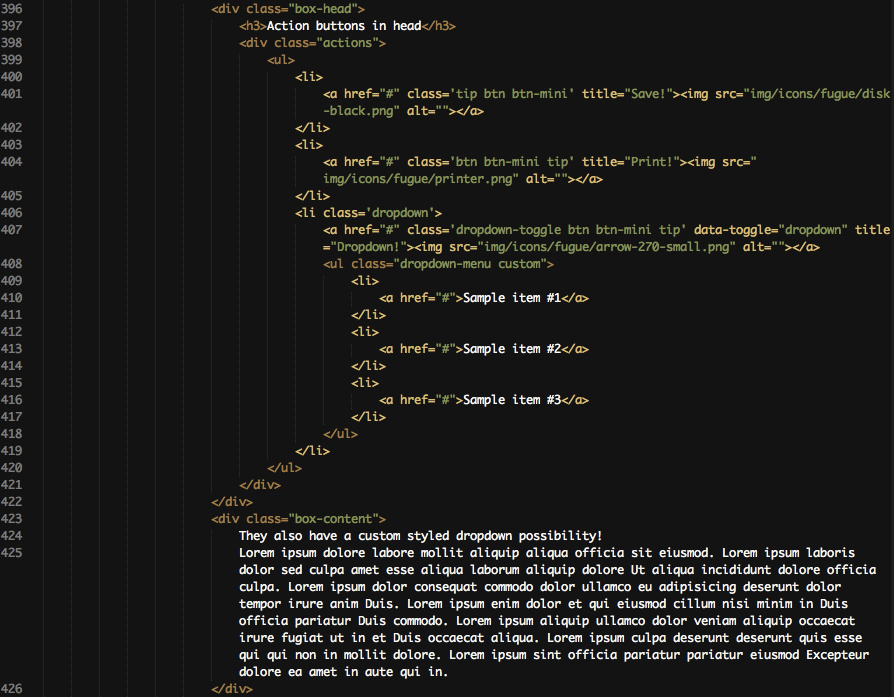 396 <div class="box-head">
397 <h3>Action buttons in head</h3>
398 <div class="actions">
399 <ul>
400 <li>
401 <a href="#" class='tip btn btn-mini' title="Save!"><img src="img/icons/fugue/disk
-black.png" alt=""></a>
402 </li>
403 <li>
404 <a href="#" class='btn btn-mini tip' title="Print!"><img src="
img/icons/fugue/printer.png" alt=""></a>
405 </li>
406 <li class='dropdown'>
407 <a href="#" class='dropdown-toggle btn btn-mini tip' data-toggle="dropdown" title
="Dropdown!"><img src="img/icons/fugue/arrow-270-small.png" alt=""></a>
408 <ul class="dropdown-menu custom">
409 <li>
410 <a href="#">Sample item #1</a>
411 </li>
412 <li>
413 <a href="#">Sample item #2</a>
414 </li>
415 <li>
416 <a href="#">Sample item #3</a>
417 </li>
418 </ul>
419 </li>
420 </ul>
421 </div>
422 </div>
423 <div class="box-content">
424 They also have a custom styled dropdown possibility!
425 Lorem ipsum dolore labore mollit aliquip aliqua officia sit eiusmod. Lorem ipsum laboris
dolor sed culpa amet esse aliqua laborum aliquip dolore Ut aliqua incididunt dolore officia
culpa. Lorem ipsum dolor consequat commodo dolor ullamco eu adipisicing deserunt dolor
tempor irure anim Duis. Lorem ipsum enim dolor et qui eiusmod cillum nisi minim in Duis
officia pariatur Duis commodo. Lorem ipsum aliquip ullamco dolor veniam aliquip occaecat
irure fugiat ut in et Duis occaecat aliqua. Lorem ipsum culpa deserunt deserunt quis esse
qui qui non in mollit dolore. Lorem ipsum sint officia pariatur pariatur eiusmod Excepteur
dolore ea amet in aute qui in.
426 </div>